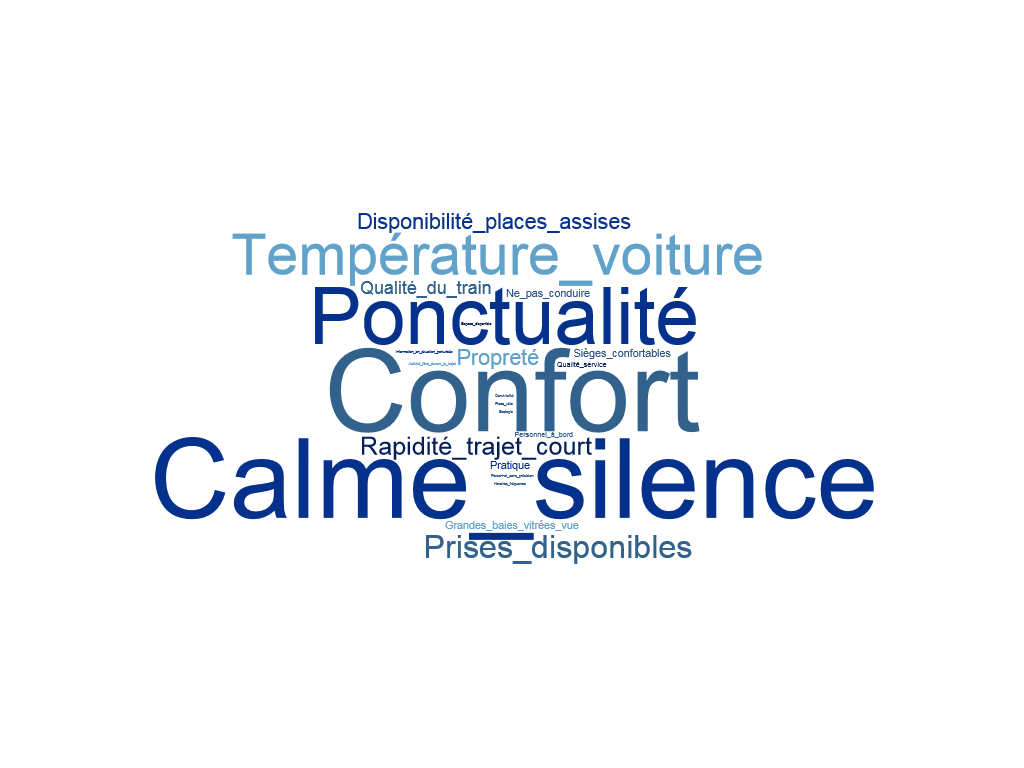 Disponibilité_places_assises
Température_voiture
Qualité_du_train
Ne_pas_conduire
Ponctualité
Sièges_confortables
Propreté
Qualité_service
Confort
Personnel_à_bord
Rapidité_trajet_court
Pratique
Calme_silence
Grandes_baies_vitrées_vue
Prises_disponibles